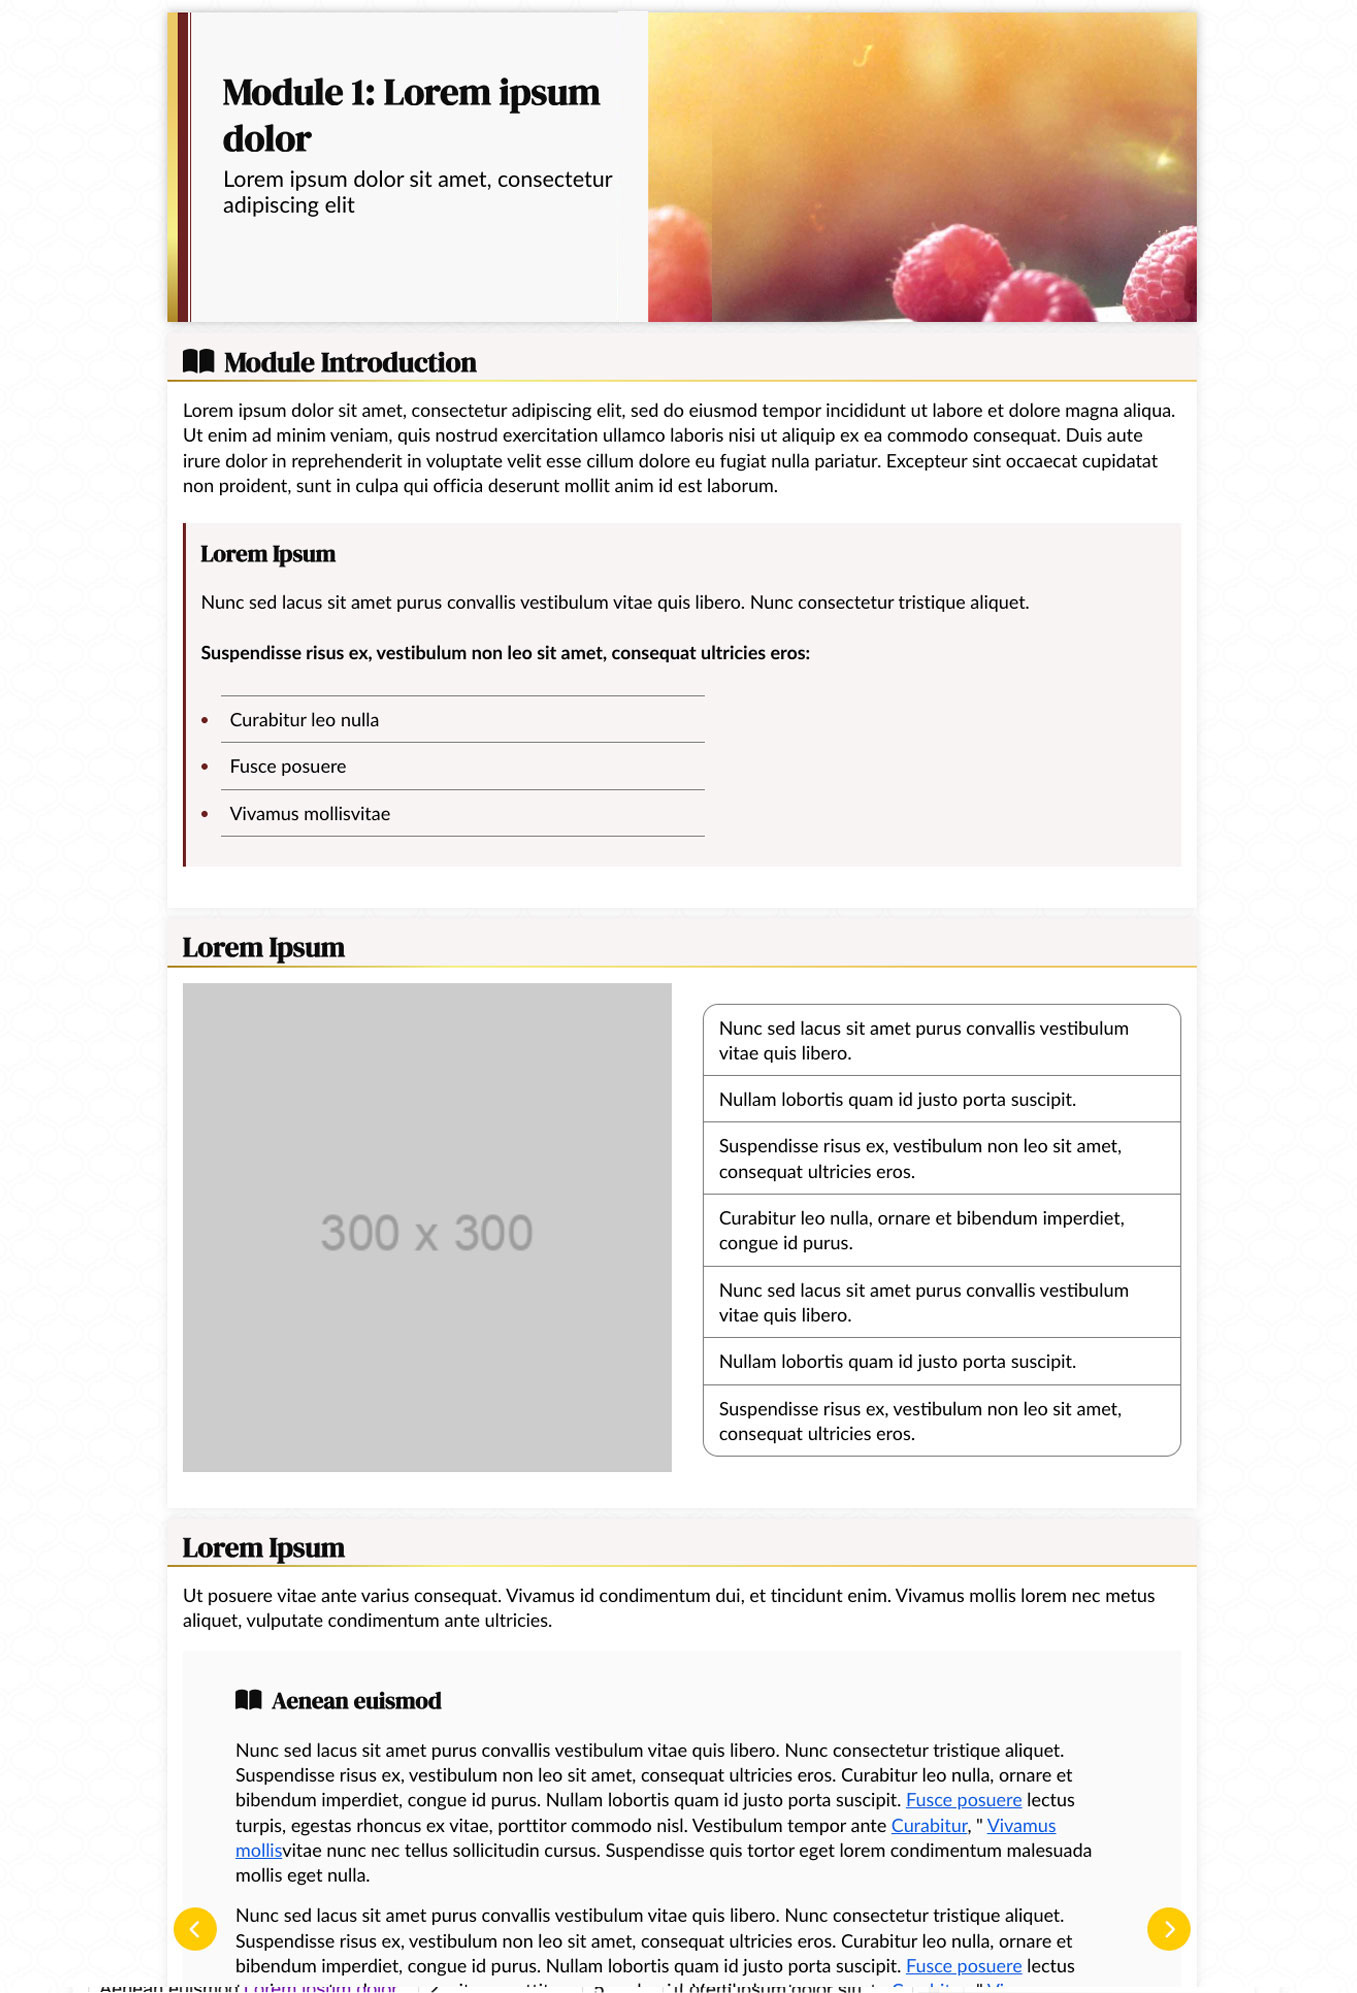 Module 1: Lorem ipsum
dolor
Lorem ipsum dolor sit amet, consectetur
adipiscing elit
Module Introduction
Lorem ipsum dolor sit amet, consectetur adipiscing elit, sed do eiusmod tempor incididunt ut labore et dolore magna aliqua.
Ut enim ad minim veniam, quis nostrud exercitation ullamco laboris nisi ut aliquip ex ea commodo consequat. Duis aute
irure dolor in reprehenderit in voluptate velit esse cillum dolore eu fugiat nulla pariatur. Excepteur sint occaecat cupidatat
non proident, sunt in culpa qui officia deserunt mollit anim id est laborum.
Lorem Ipsum
Nunc sed lacus sit amet purus convallis vestibulum vitae quis libero. Nunc consectetur tristique aliquet.
Suspendisse risus ex, vestibulum non leo sit amet, consequat ultricies eros:
• Curabitur leo nulla
• Fusce posuere
• Vivamus mollisvitae
Lorem Ipsum
300 x 300
Nunc sed lacus sit amet purus convallis vestibulum
vitae quis libero.
Nullam lobortis quam id justo porta suscipit.
Suspendisse risus ex, vestibulum non leo sit amet,
consequat ultricies eros.
Curabitur leo nulla, ornare et bibendum imperdiet,
congue id purus.
Nunc sed lacus sit amet purus convallis vestibulum
vitae quis libero.
Nullam lobortis quam id justo porta suscipit.
Suspendisse risus ex, vestibulum non leo sit amet,
consequat ultricies eros.
Lorem Ipsum
Ut posuere vitae ante varius consequat. Vivamus id condimentum dui, et tincidunt enim. Vivamus mollis lorem nec metus
aliquet, vulputate condimentum ante ultricies.
Aenean euismod
Nunc sed lacus sit amet purus convallis vestibulum vitae quis libero. Nunc consectetur tristique aliquet.
Suspendisse risus ex, vestibulum non leo sit amet, consequat ultricies eros. Curabitur leo nulla, ornare et
bibendum imperdiet, congue id purus. Nullam lobortis quam id justo porta suscipit. Fusce posuere lectus
turpis, egestas rhoncus ex vitae, porttitor commodo nisl. Vestibulum tempor ante Curabitur, " Vivamus
mollisvitae nunc nec tellus sollicitudin cursus. Suspendisse quis tortor eget lorem condimentum malesuada
mollis eget nulla.
Nunc sed lacus sit amet purus convallis vestibulum vitae quis libero. Nunc consectetur tristique aliquet.
Suspendisse risus ex, vestibulum non leo sit amet, consequat ultricies eros. Curabitur leo nulla, ornare et
bibendum imperdiet, congue id purus. Nullam lobortis quam id justo porta suscipit. Fusce posuere lectus
Aenean euismod Lorem ipsum dolor